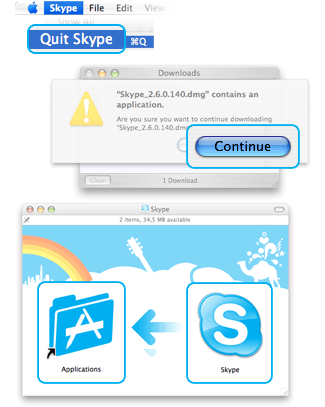 Skype File Edit View
Show All
Quit Skype ⌘Q
Downloads
"Skype_2.6.0.140.dmg" contains an
application.
Are you sure you want to continue downloading
"Skype_2.6.0.140.dmg
Continue
Clear
1 Download
Skype
2 items, 34,5 MB available
S
Applications
Skype